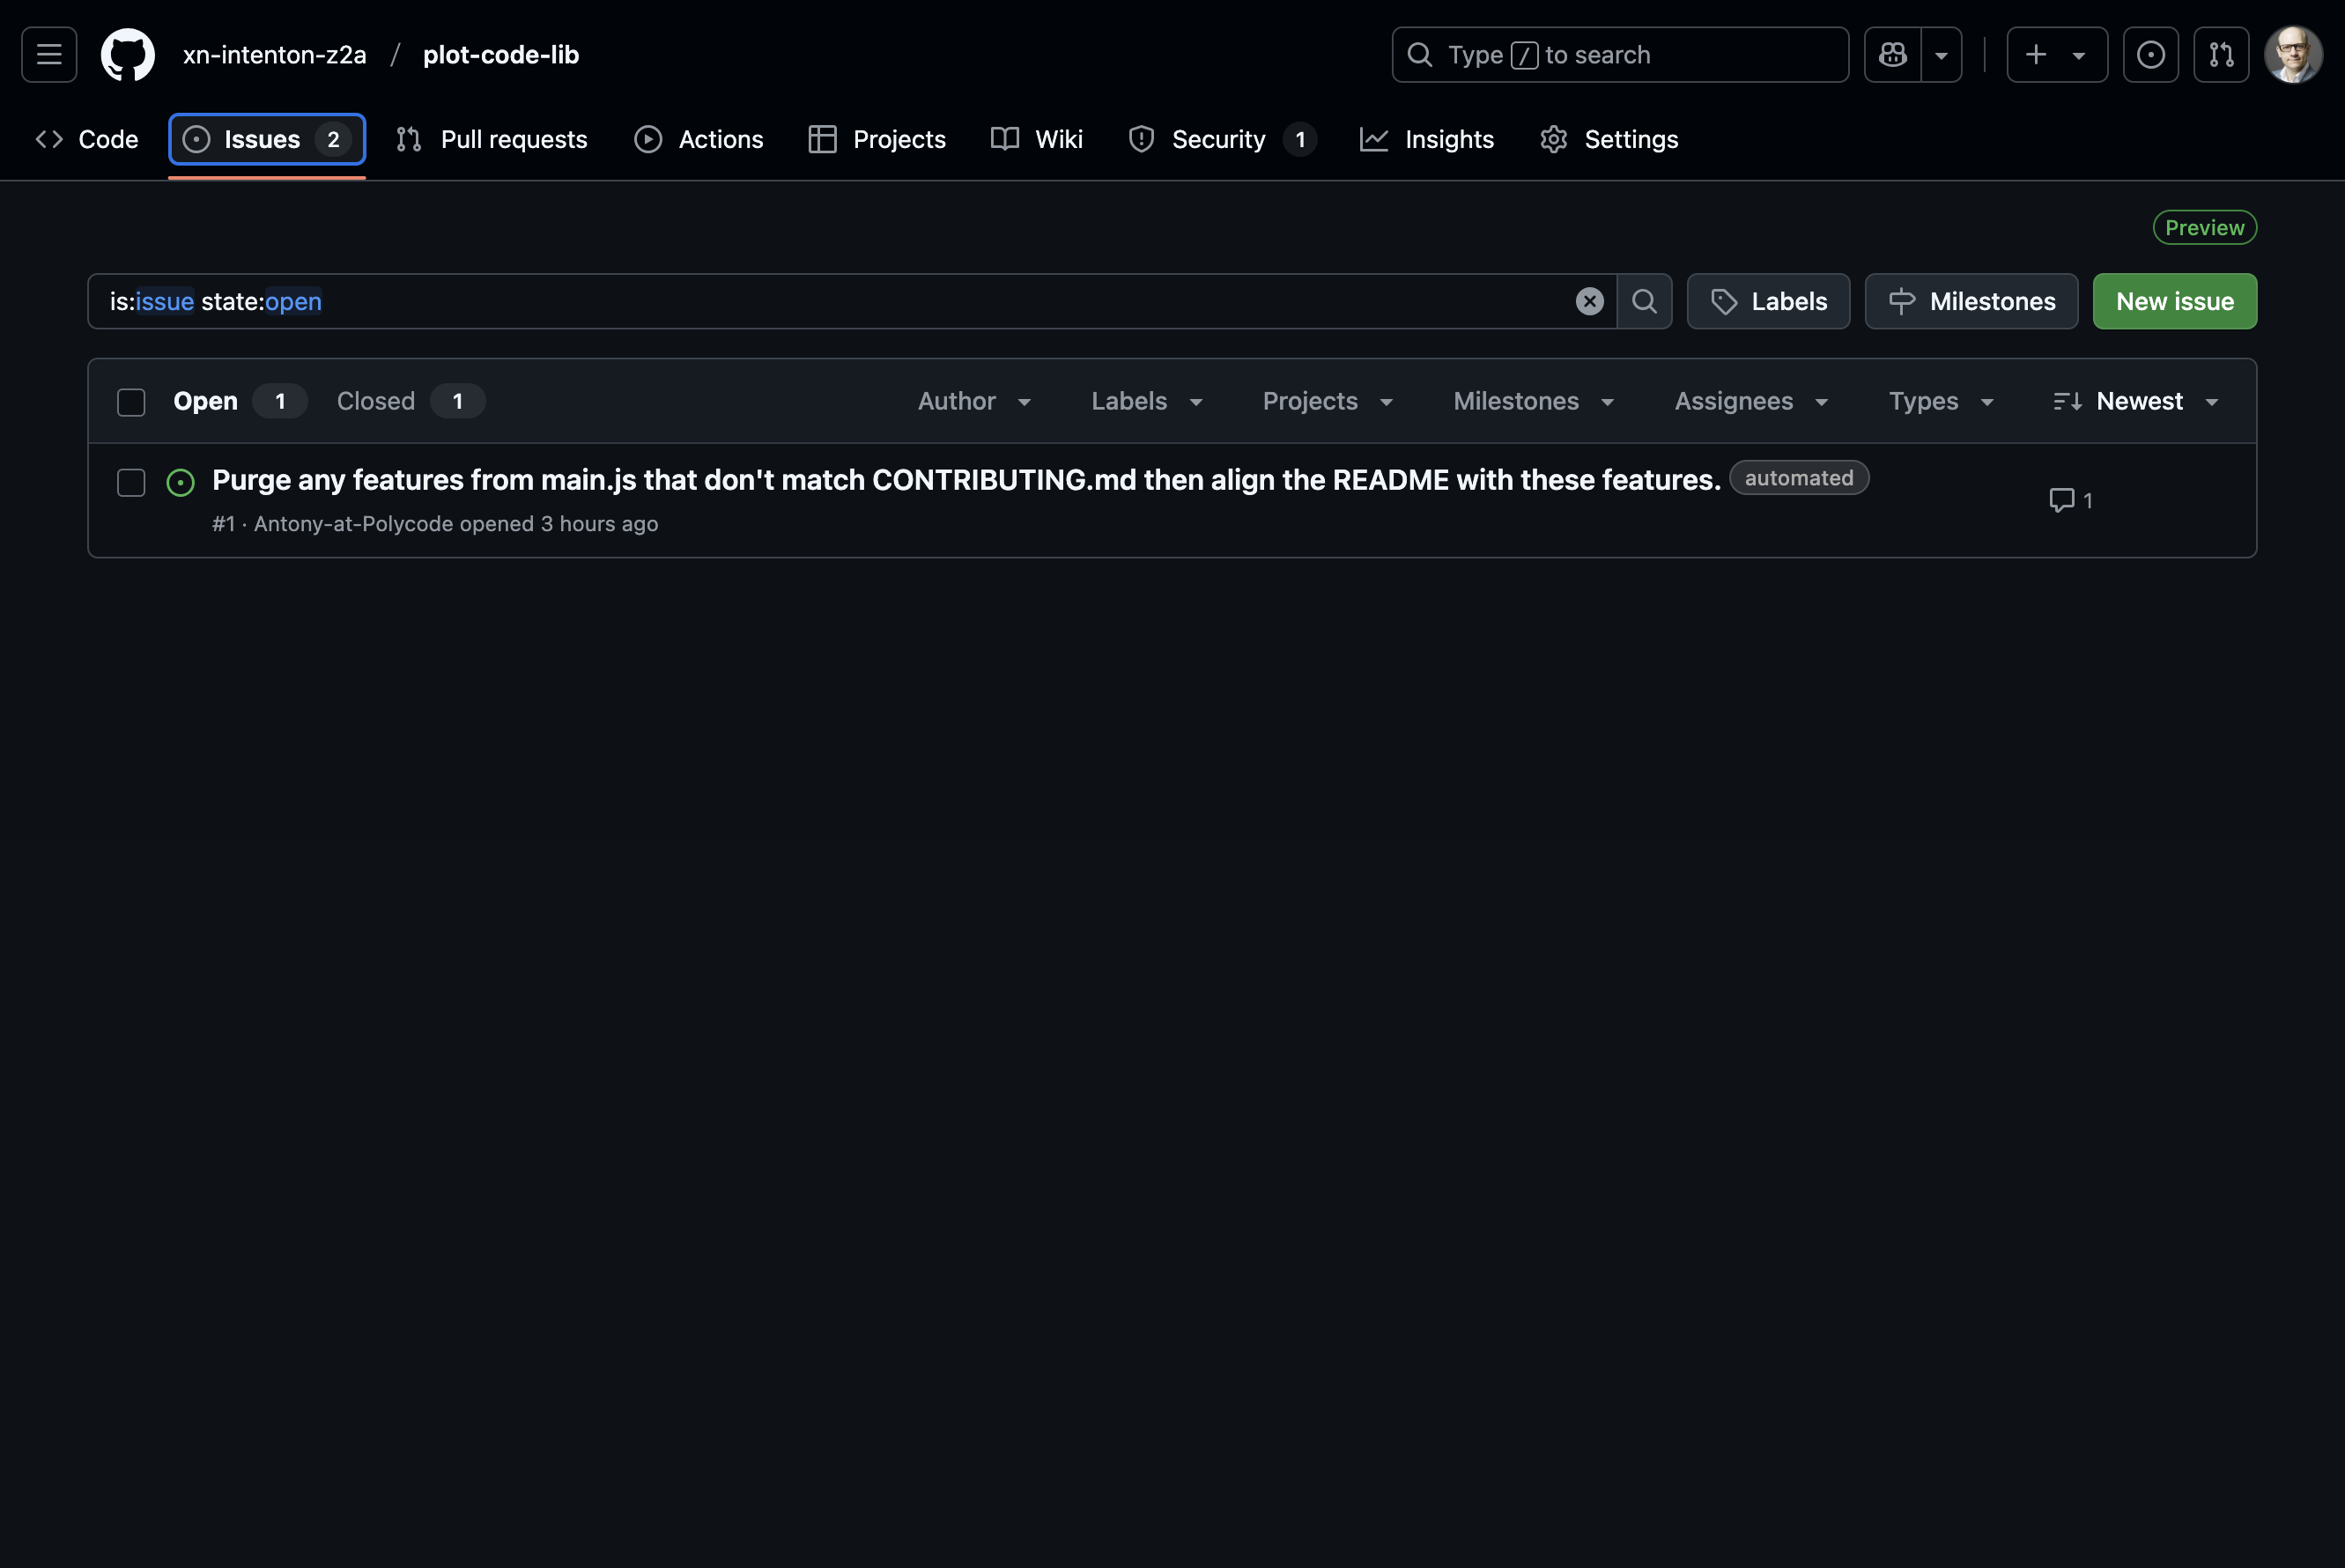 xn-intenton-z2a / plot-code-lib
Type / to search
Code
Issues 2
Pull requests
Actions
Projects
Wiki
Security 1
Insights
Settings
Preview
is:issue state:open
Labels
Milestones
New issue
Open 1
Closed 1
Author
Labels
Projects
Milestones
Assignees
Types
Newest
Purge any features from main.js that don't match CONTRIBUTING.md then align the README with these features. automated
#1 · Antony-at-Polycode opened 3 hours ago
1